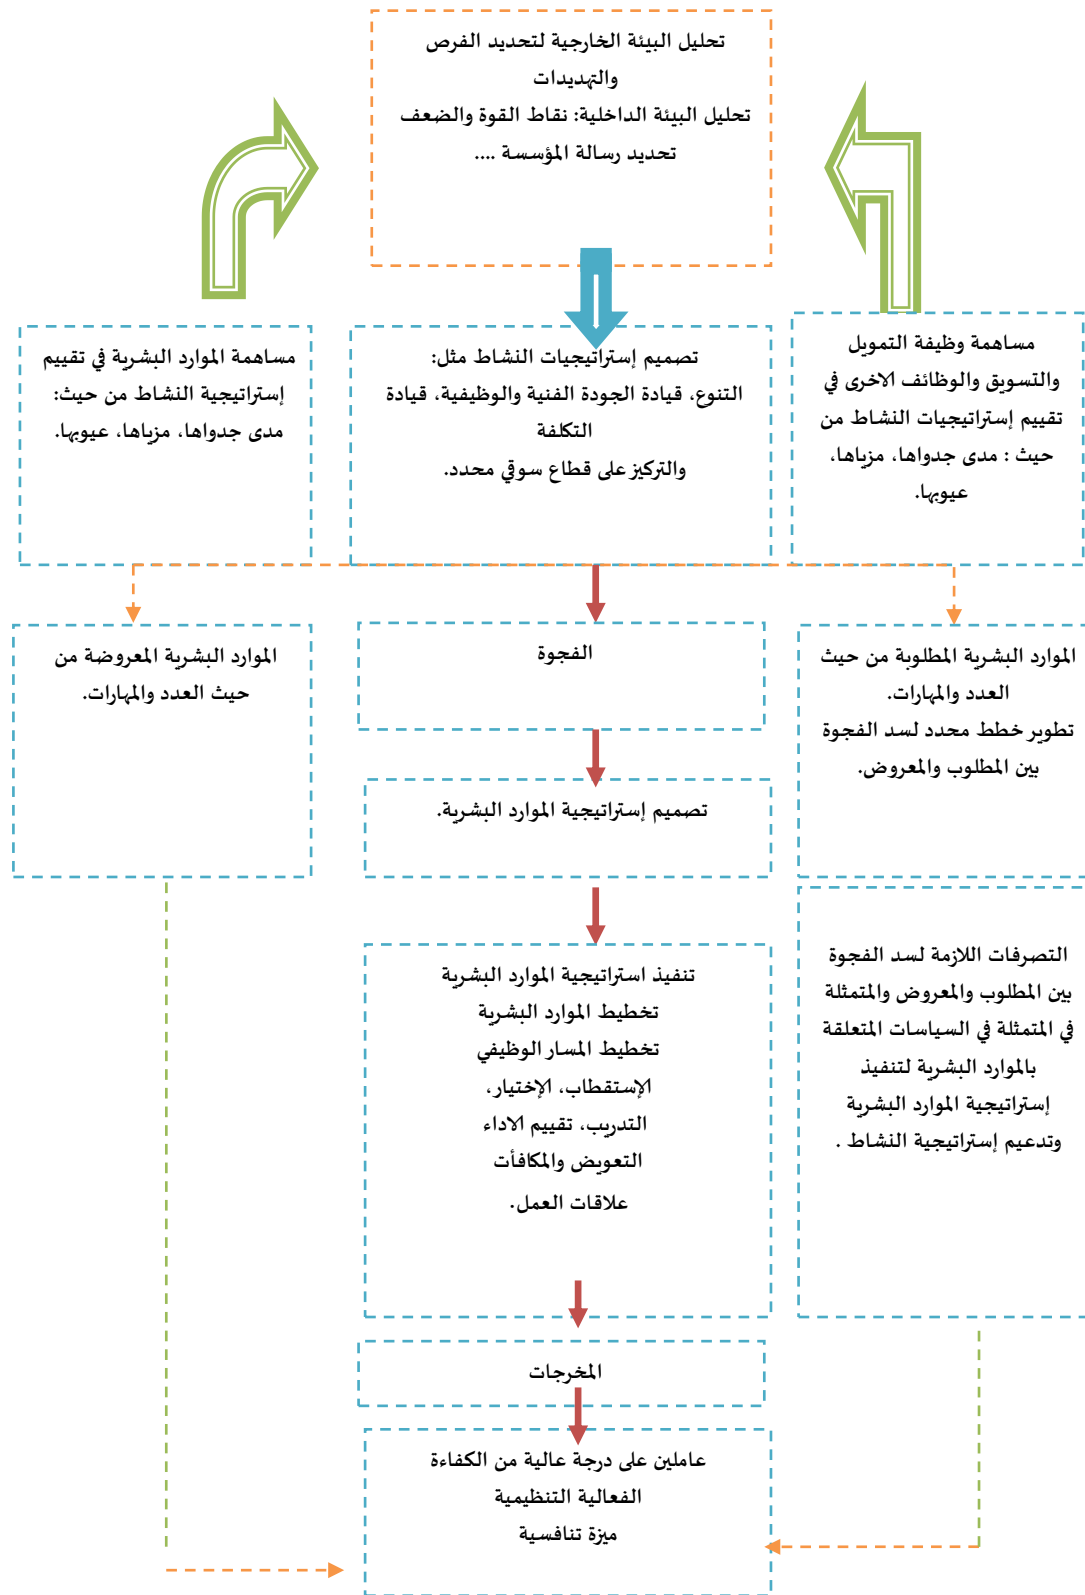 تحليل البيئة الخارجية لتحديد الفرص
والتهديدات
تحليل البيئة الداخلية: نقاط القوة والضعف
تحديد رسالة المؤسسة ....
مساهمة وظيفة التمويل
والتسويق والوظائف الاخرى في
تقييم إستراتيجيات النشاط من
حيث : مدى جدواها، مزباها،
عيوبها.
تصميم إستراتيجيات النشاط مثل:
التنوع، قيادة الجودة الفنية والوظيفية، قيادة
التكلفة
والتركيز على قطاع سوقي محدد.
مساهمة الموارد البشرية في تقييم
إستراتيجية النشاط من حيث:
مدى جدواها، مزباها، عيوبها.
الموارد البشرية المطلوبة من حيث
العدد والمهارات.
تطوير خطط محدد لسد الفجوة
بين المطلوب والمعروض.
الفجوة
الموارد البشرية المعروضة من
حيث العدد والمهارات.
تصميم إستراتيجية الموارد البشرية.
التصرفات اللازمة لسد الفجوة
بين المطلوب والمعروض والمتمثلة
في المتمثلة في السياسات المتعلقة
بالموارد البشرية لتنفيذ
إستراتيجية الموارد البشرية
وتدعيم إستراتيجية النشاط .
تنفيذ استراتيجية الموارد البشرية
تخطيط الموارد البشرية
تخطيط المسار الوظيفي
الإستقطاب، الإختيار،
التدريب، تقييم الاداء
التعويض والمكافأت
علاقات العمل.
المخرجات
عاملين على درجة عالية من الكفاءة
الفعالية التنظيمية
ميزة تنافسية